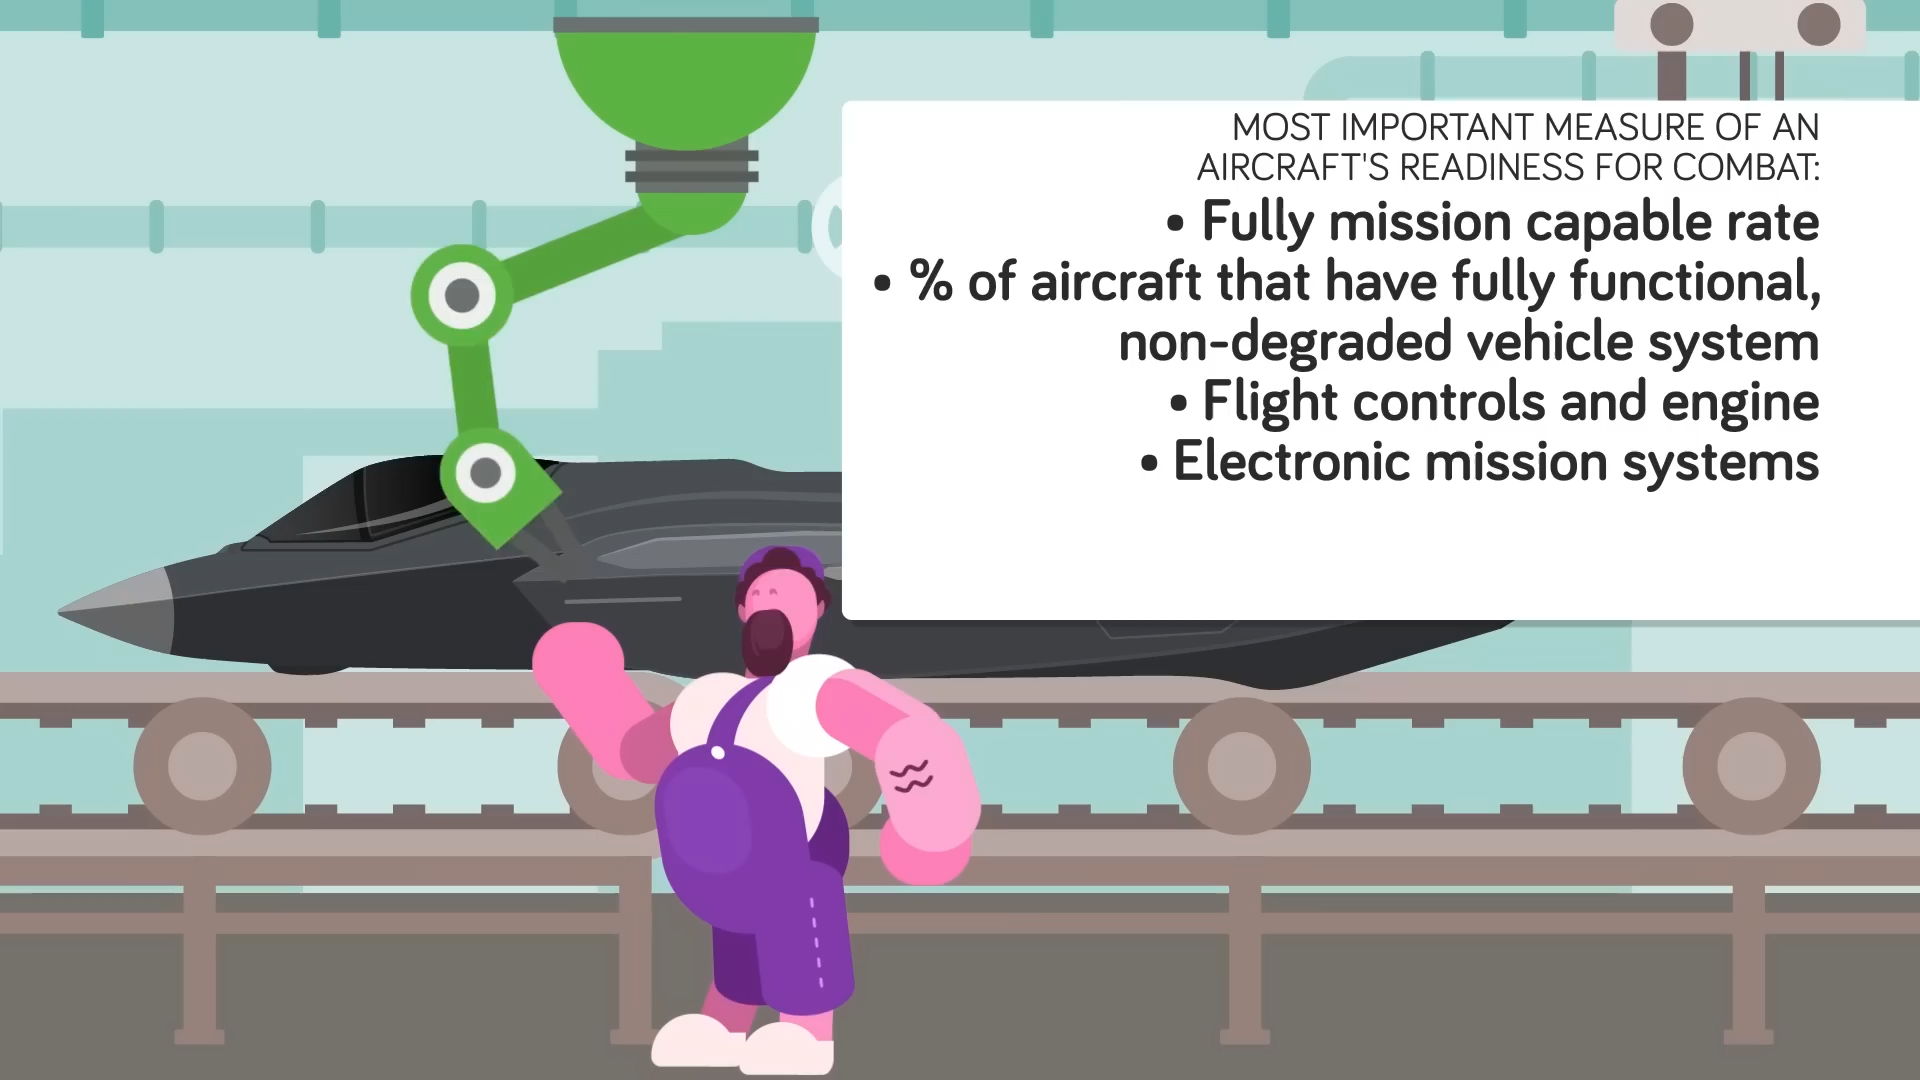 MOST IMPORTANT MEASURE OF AN
AIRCRAFT'S READINESS FOR COMBAT:
• Fully mission capable rate
• % of aircraft that have fully functional,
non-degraded vehicle system
• Flight controls and engine
• Electronic mission systems